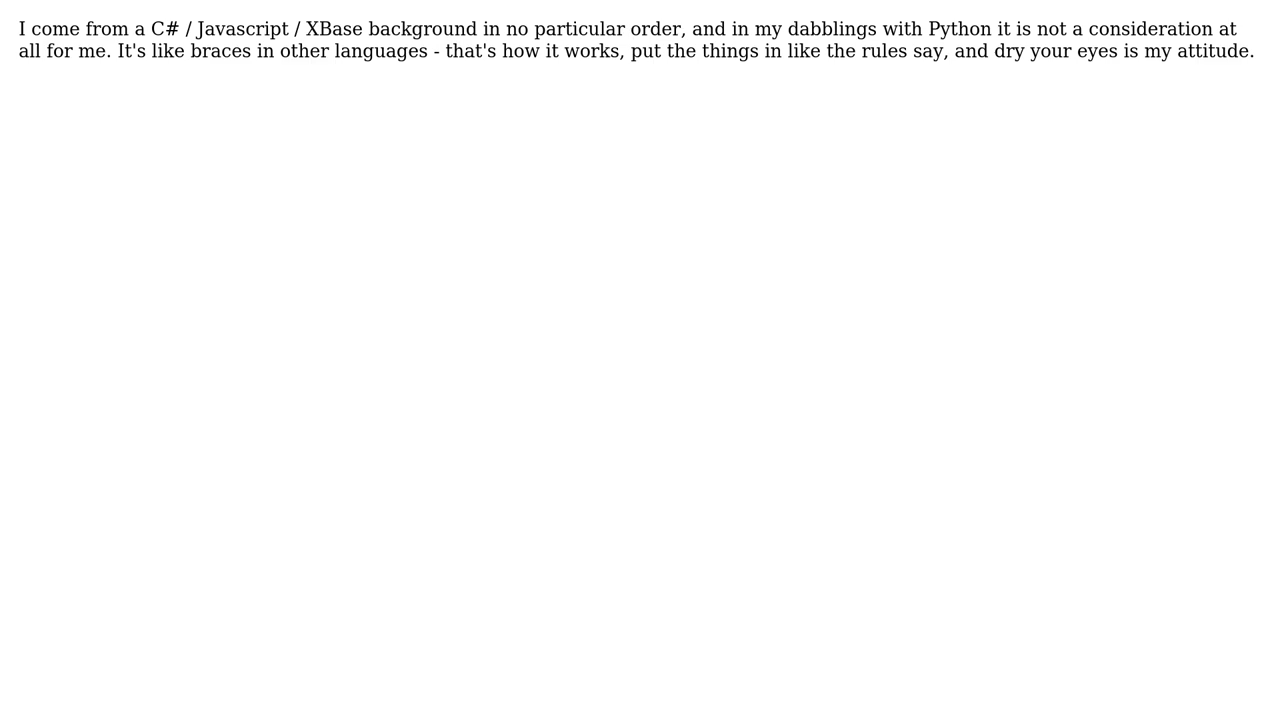 I come from a C# / Javascript / XBase background in no particular order, and in my dabblings with Python it is not a consideration at
all for me. It's like braces in other languages - that's how it works, put the things in like the rules say, and dry your eyes is my attitude.